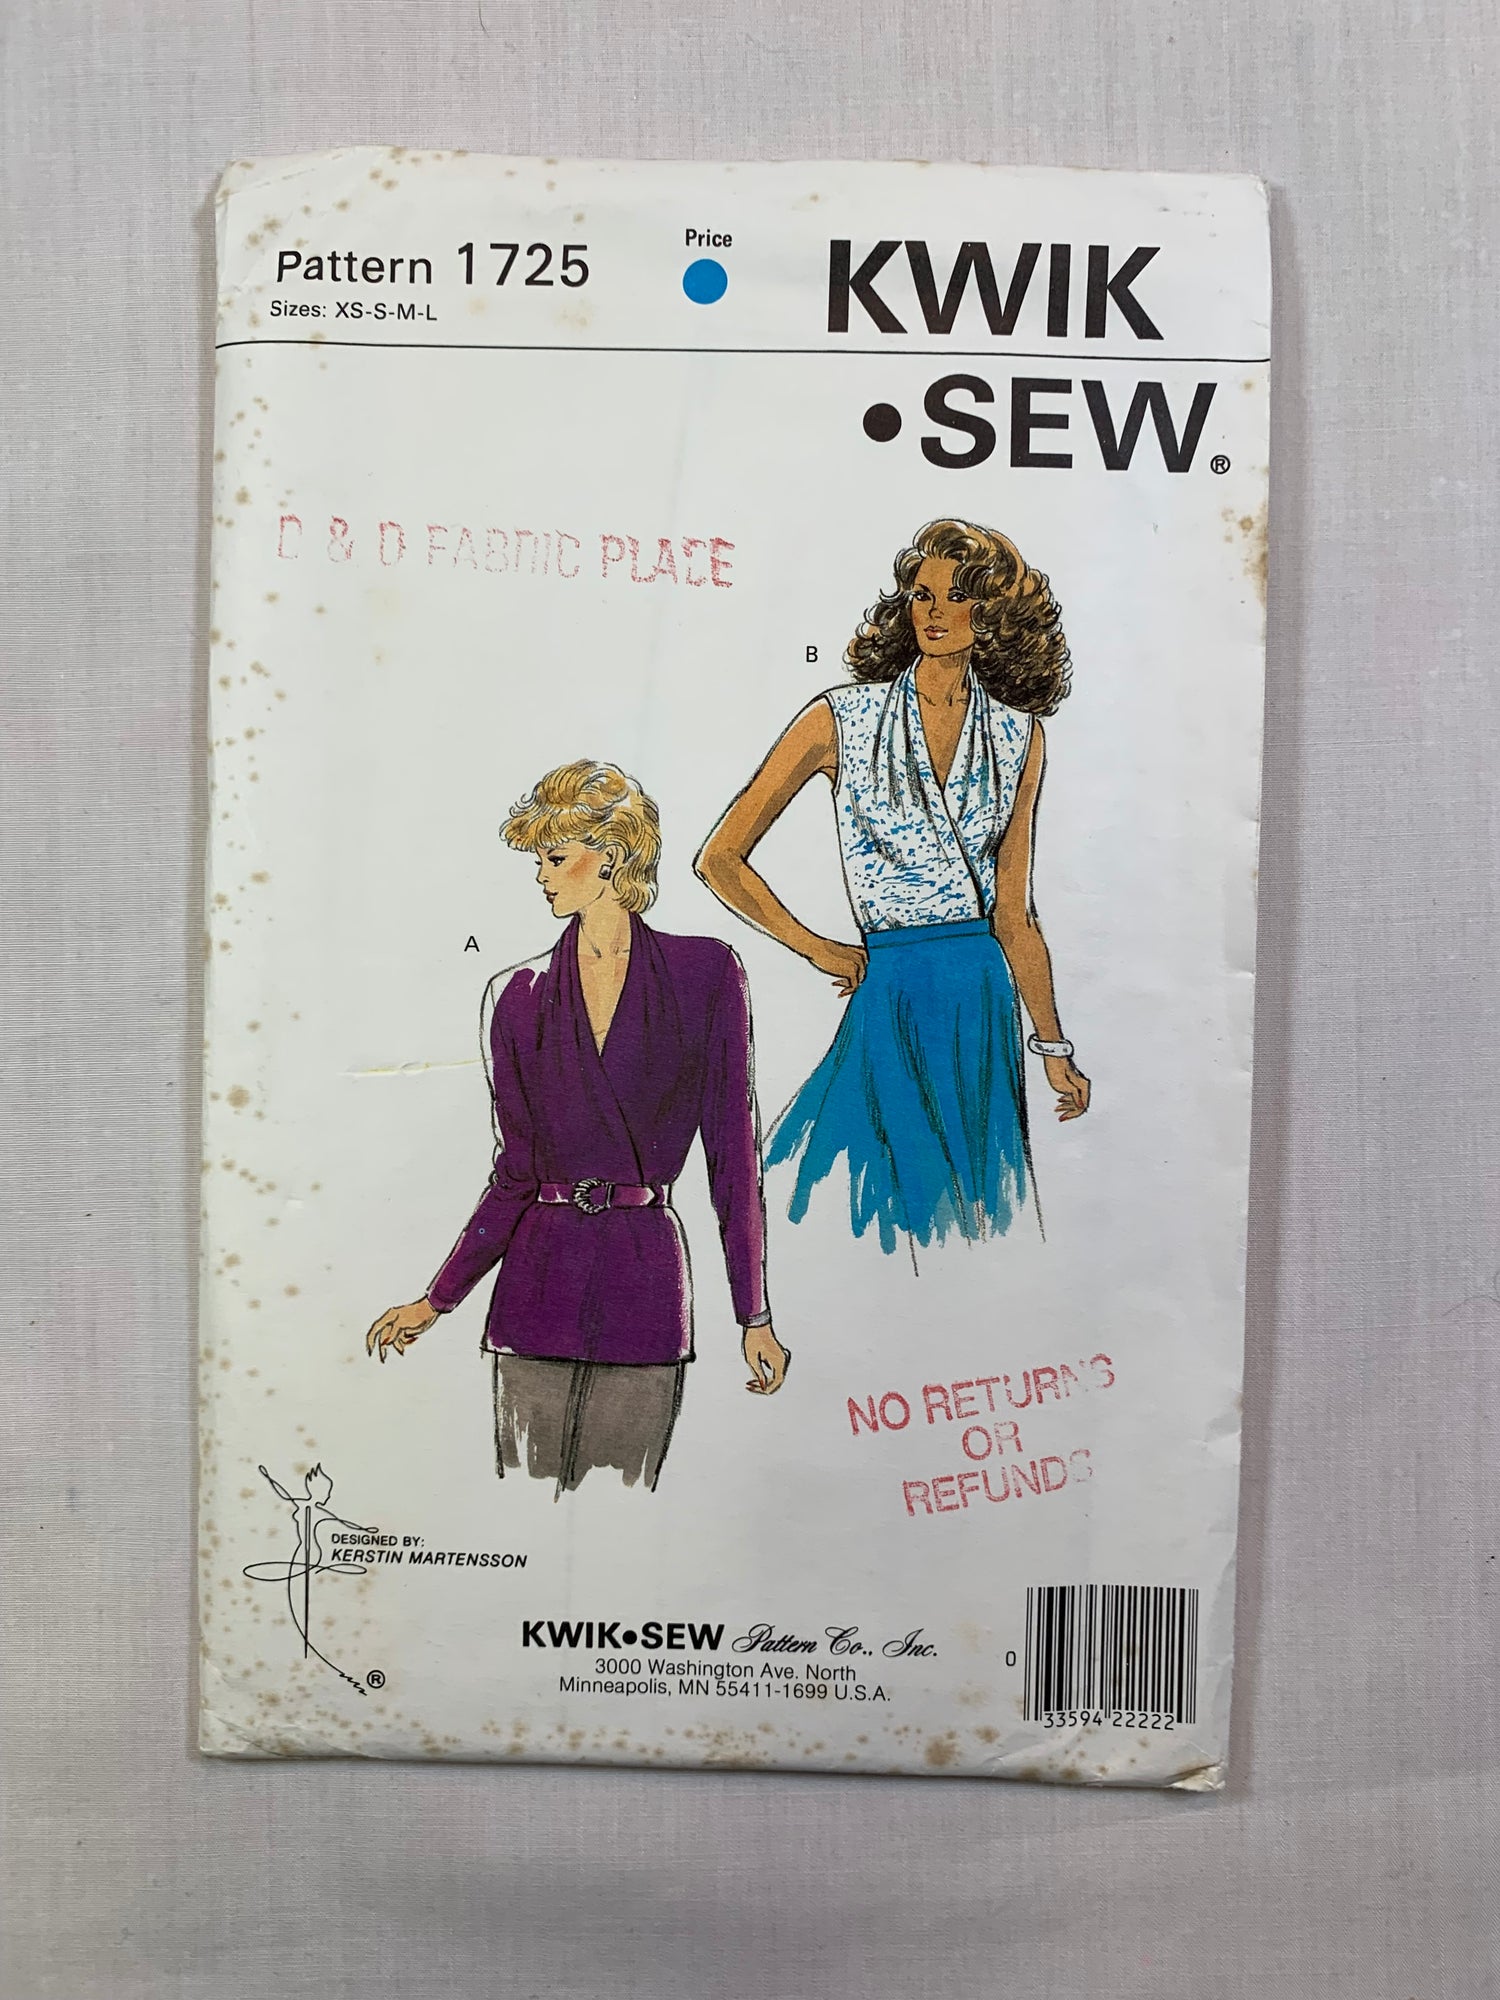 Pattern 1725
Sizes: XS-S-M-L
Price
KWIK
•SEW®
D & D FABRIC PLACE
B
A
NO RETURNS
OR
REFUNDS
DESIGNED BY:
KERSTIN MARTENSSON
®
KWIK•SEW Pattern Co., Inc.
3000 Washington Ave. North
Minneapolis, MN 55411-1699 U.S.A.
0 33594 22222